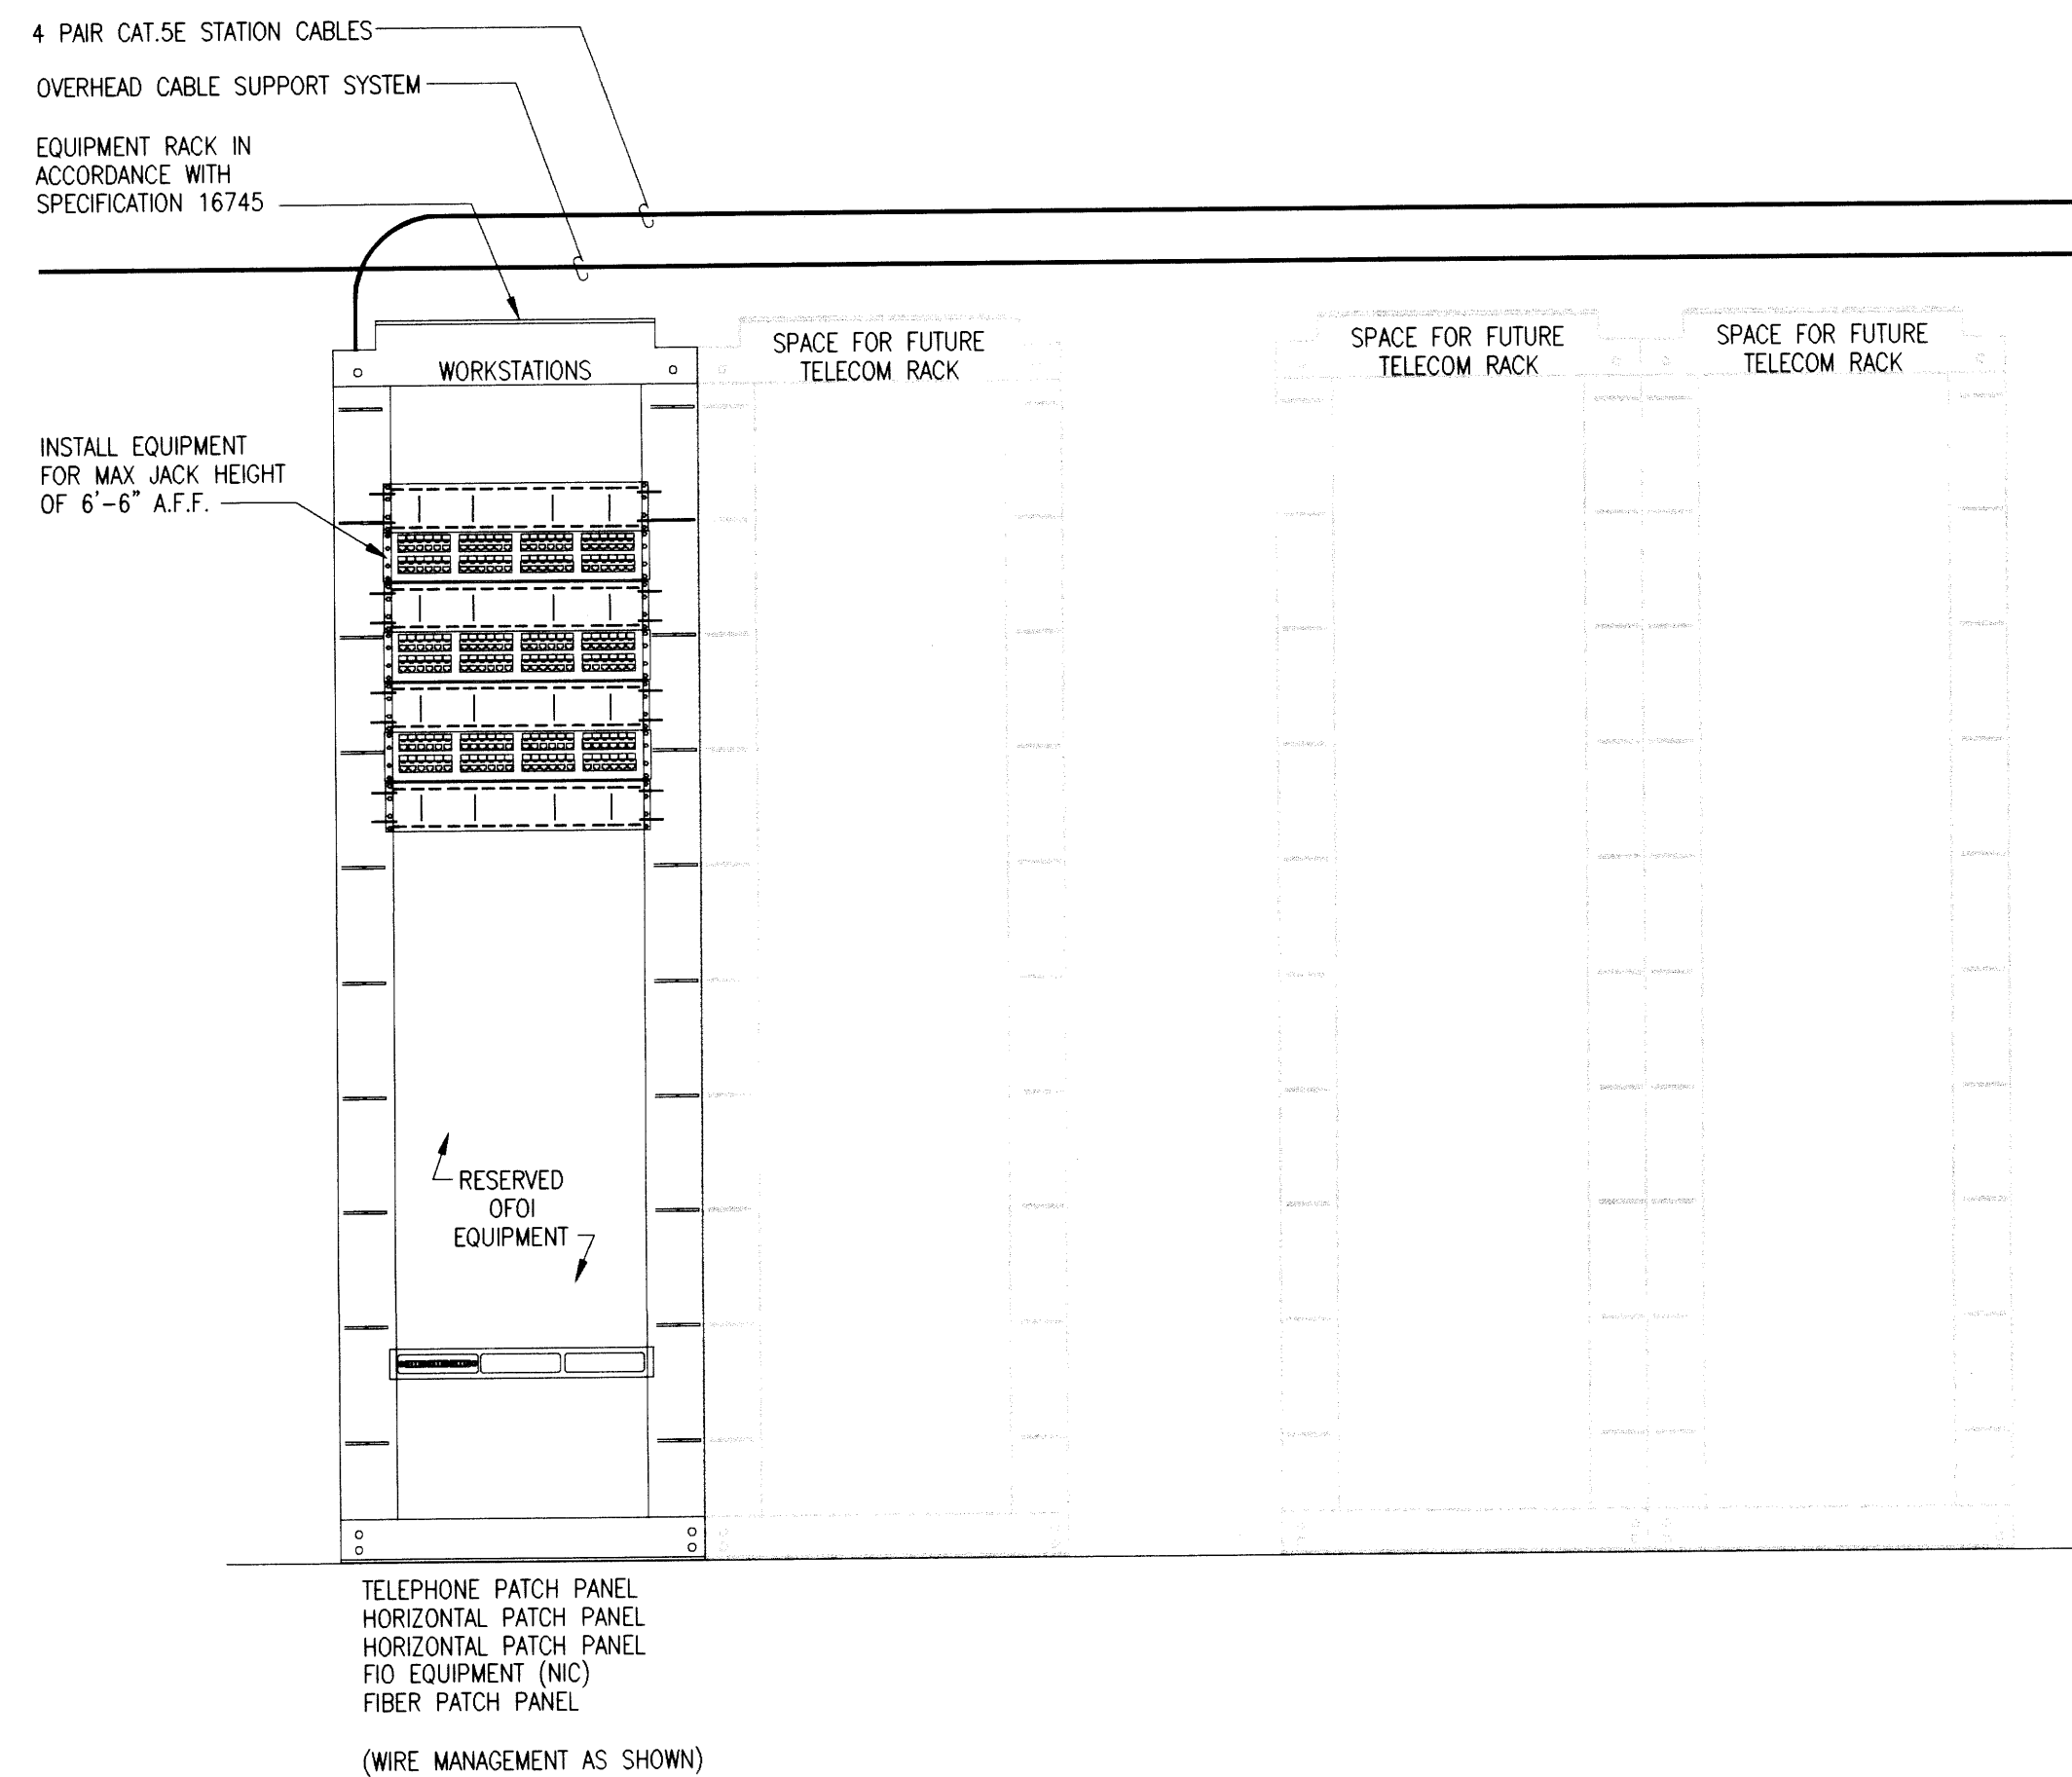 4 PAIR CAT.5E STATION CABLES
OVERHEAD CABLE SUPPORT SYSTEM
EQUIPMENT RACK IN
ACCORDANCE WITH
SPECIFICATION 16745
WORKSTATIONS
SPACE FOR FUTURE
TELECOM RACK
SPACE FOR FUTURE
TELECOM RACK
SPACE FOR FUTURE
TELECOM RACK
INSTALL EQUIPMENT
FOR MAX JACK HEIGHT
OF 6'-6" A.F.F.
RESERVED
OFOI
EQUIPMENT
TELEPHONE PATCH PANEL
HORIZONTAL PATCH PANEL
HORIZONTAL PATCH PANEL
FIO EQUIPMENT (NIC)
FIBER PATCH PANEL
(WIRE MANAGEMENT AS SHOWN)